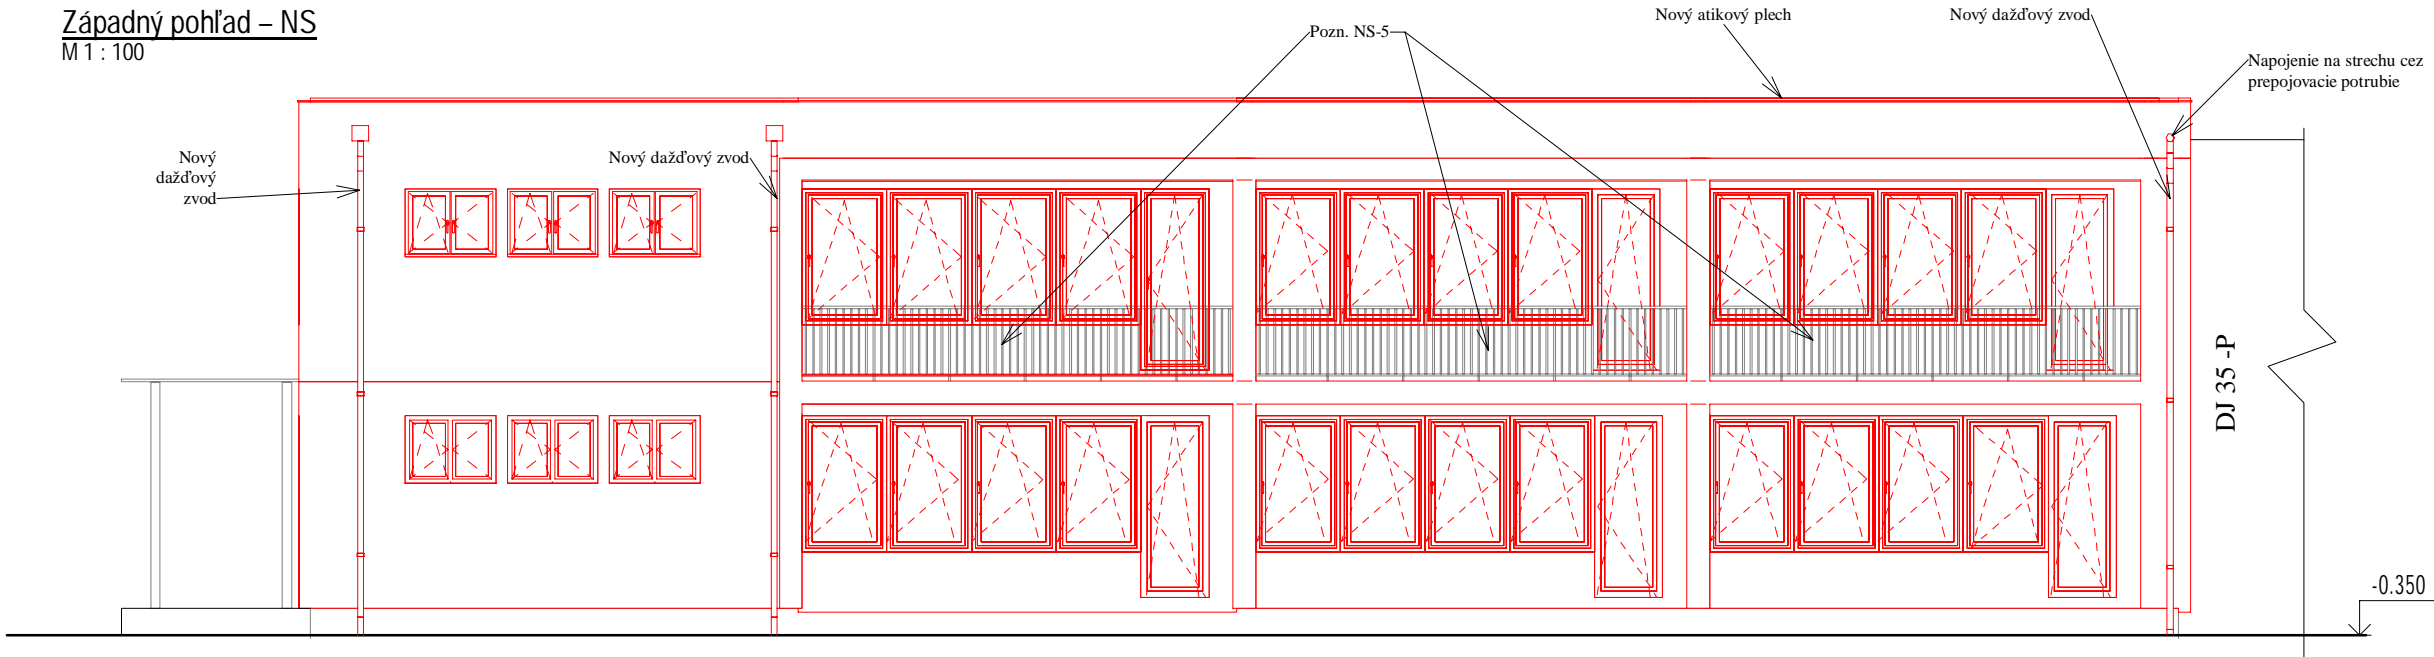 Západný pohľad – NS
M 1 : 100
Nový atikový plech
Nový dažďový zvod
Pozn. NS-5
Napojenie na strechu cez
prepojovacie potrubie
Nový
dažďový
zvod
Nový dažďový zvod
DJ 35 -P
-0.350